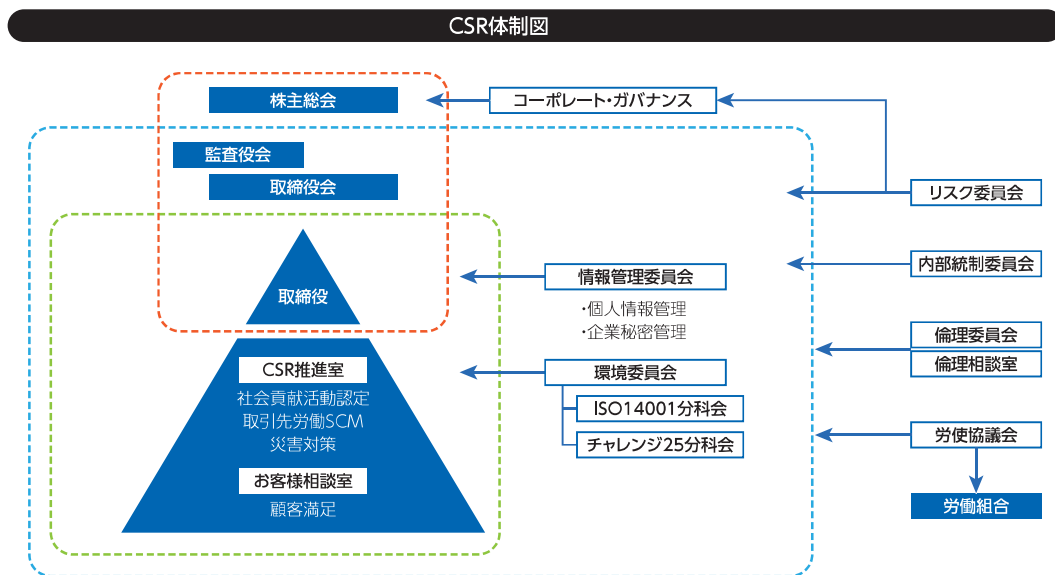 CSR体制図
株主総会
コーポレート・ガバナンス
監査役会
取締役会
リスク委員会
内部統制委員会
取締役
情報管理委員会
・個人情報管理
・企業秘密管理
倫理委員会
倫理相談室
CSR推進室
社会貢献活動認定
取引先労働SCM
災害対策
環境委員会
ISO14001分科会
チャレンジ25分科会
労使協議会
お客様相談室
顧客満足
労働組合